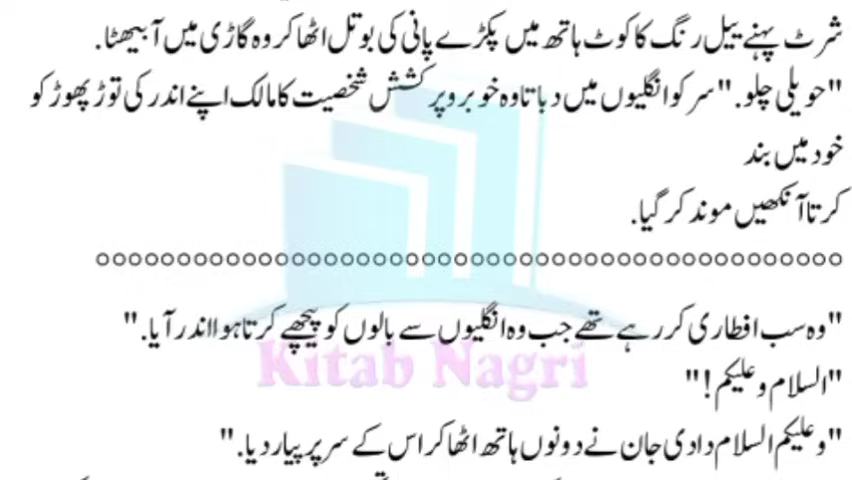 شرٹ پہنے پیل رنگ کا کوٹ ہاتھ میں پکڑے پانی کی بوتل اٹھا کر وہ گاڑی میں آ بیھٹا.
"حویلی چلو." سر کو انگلیوں میں دباتا وہ خوبرو پر کشش شخصیت کا مالک اپنے اندر کی توڑ پھوڑ کو
خود میں بند
کرتا آنکھیں موند کر گیا.
○○○○○○○○○○○○○○○○○○○○○○○○○○○○○○○○○○○○○○○○○○○○○
"وہ سب افطاری کر رہے تھے جب وہ انگلیوں سے بالوں کو پیچھے کرتا ہوا اندر آیا."
Kitab Nagri
"السلام وعلیکم!"
"وعلیکم السلام دادی جان نے دونوں ہاتھ اٹھا کر اس کے سر پر پیار دیا."